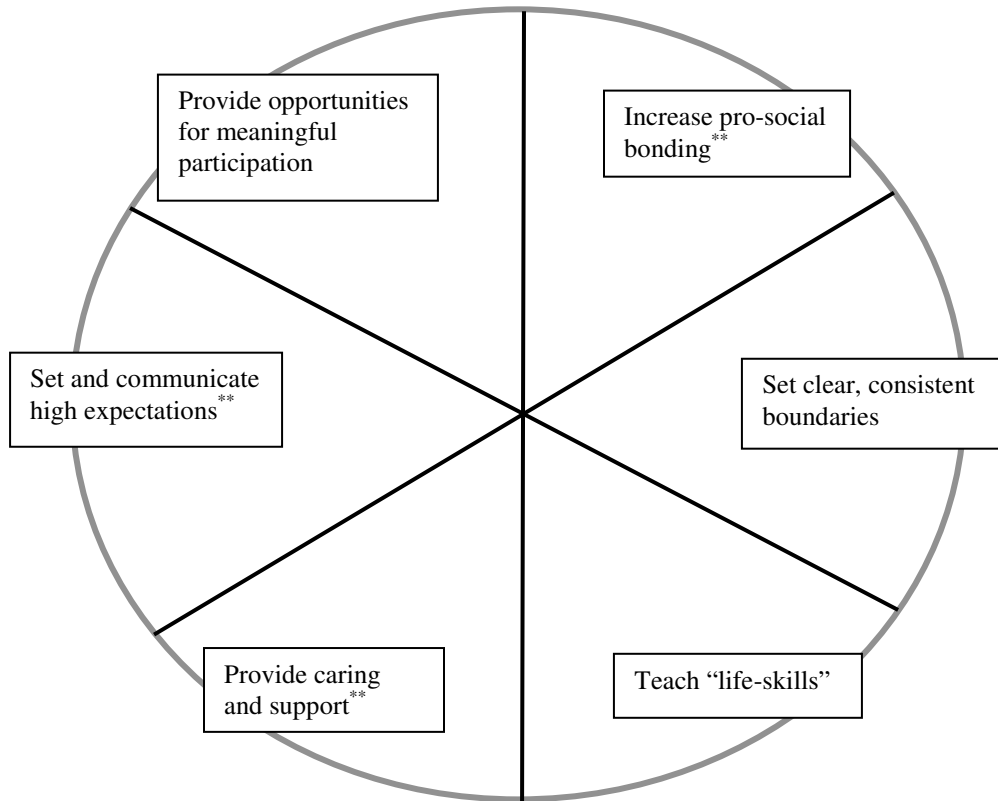 Provide opportunities
for meaningful
participation
Increase pro-social
bonding**
Set and communicate
high expectations**
Set clear, consistent
boundaries
Provide caring
and support**
Teach “life-skills”